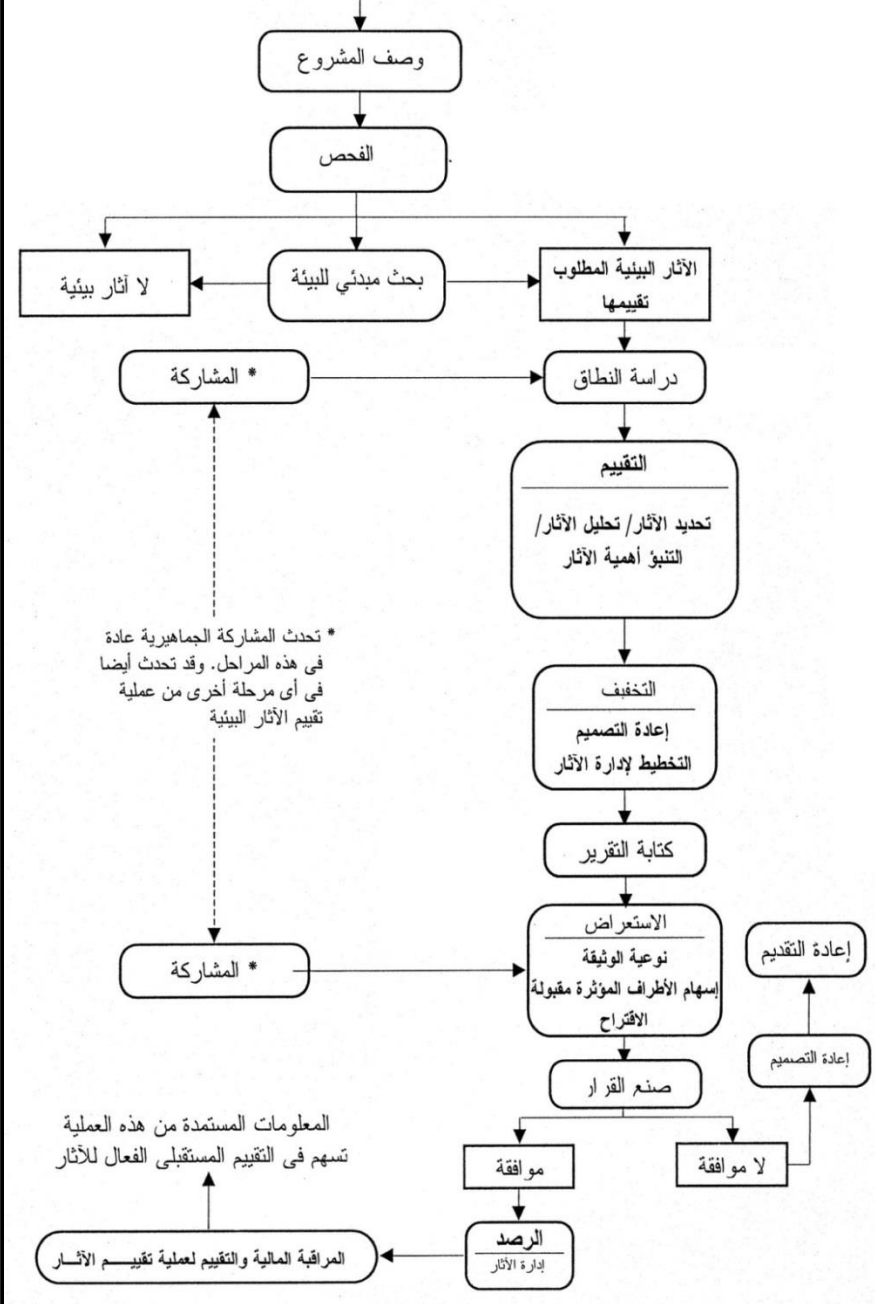 وصف المشروع
الفحص
الآثار البيئية المطلوب
تقييمها
بحث مبدئي للبيئة
لا آثار بيئية
دراسة النطاق
* المشاركة
التقييم
تحديد الآثار/ تحليل الآثار/
التنبؤ أهمية الآثار
* تحدث المشاركة الجماهيرية عادة
فى هذه المراحل. وقد تحدث أيضا
فى أى مرحلة أخرى من عملية
تقييم الآثار البيئية
التخفيف
إعادة التصميم
التخطيط لإدارة الآثار
كتابة التقرير
الاستعراض
نوعية الوثيقة
إسهام الأطراف المؤثرة مقبولة
الاقتراح
* المشاركة
إعادة التقديم
إعادة التصميم
صنع القرار
لا موافقة
موافقة
الرصد
إدارة الأثار
المراقبة المالية والتقييم لعملية تقييـــم الآثـــار
المعلومات المستمدة من هذه العملية
تسهم فى التقييم المستقبلى الفعال للآثار